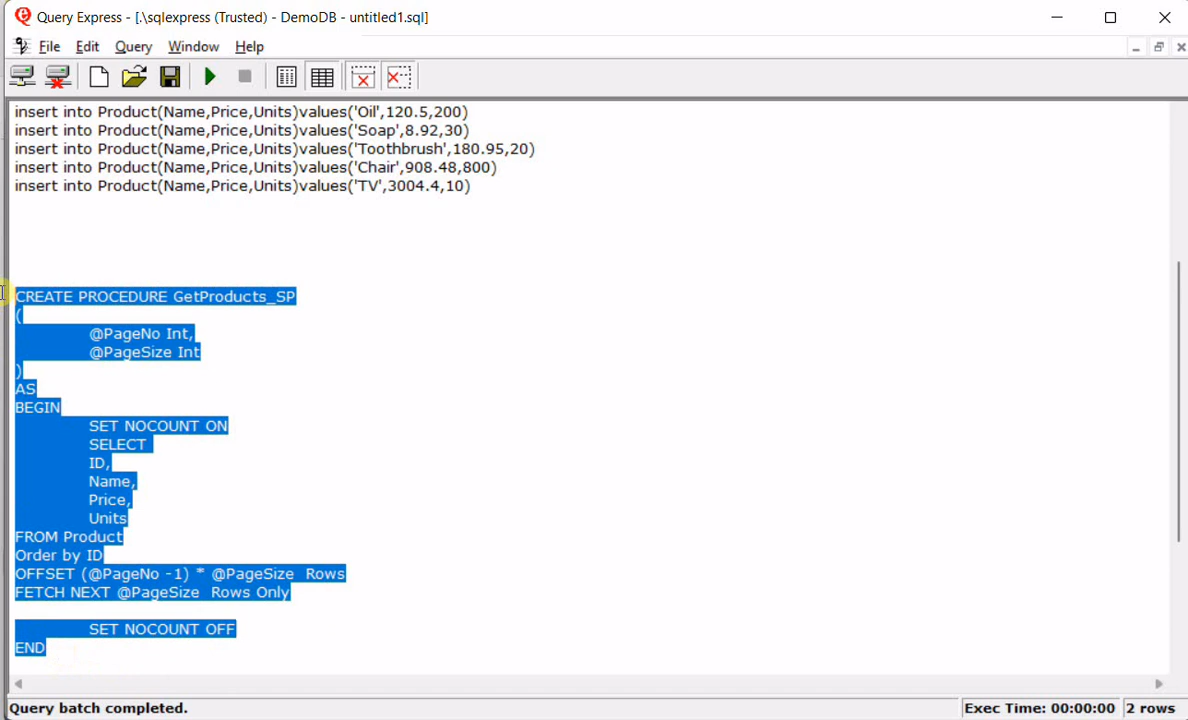 Query Express - [.\sqlexpress (Trusted) - DemoDB - untitled1.sql]
File Edit Query Window Help
insert into Product(Name,Price,Units)values('Oil',120.5,200)
insert into Product(Name,Price,Units)values('Soap',8.92,30)
insert into Product(Name,Price,Units)values('Toothbrush',180.95,20)
insert into Product(Name,Price,Units)values('Chair',908.48,800)
insert into Product(Name,Price,Units)values('TV',3004.4,10)
CREATE PROCEDURE GetProducts_SP
(
@PageNo Int,
@PageSize Int
)
AS
BEGIN
SET NOCOUNT ON
SELECT
ID,
Name,
Price,
Units
FROM Product
Order by ID
OFFSET (@PageNo -1) * @PageSize  Rows
FETCH NEXT @PageSize  Rows Only
SET NOCOUNT OFF
END
Query batch completed. Exec Time: 00:00:00 2 rows